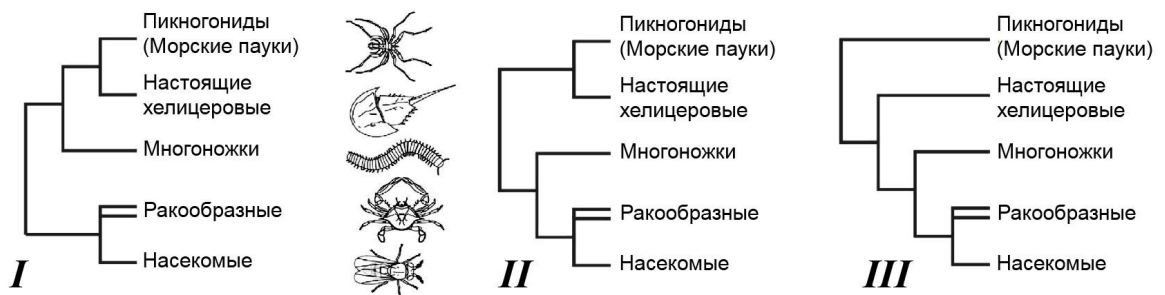 Пикногониды
(Морские пауки)
Настоящие
хелицеровые
Многоножки
Ракообразные
Насекомые
I
Пикногониды
(Морские пауки)
Настоящие
хелицеровые
Многоножки
Ракообразные
Насекомые
II
Пикногониды
(Морские пауки)
Настоящие
хелицеровые
Многоножки
Ракообразные
Насекомые
III